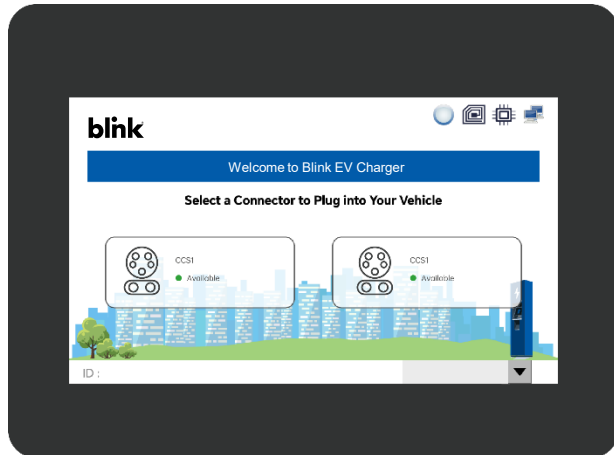 blink
Welcome to Blink EV Charger
Select a Connector to Plug into Your Vehicle
CCS1
Available
CCS1
Available
ID :